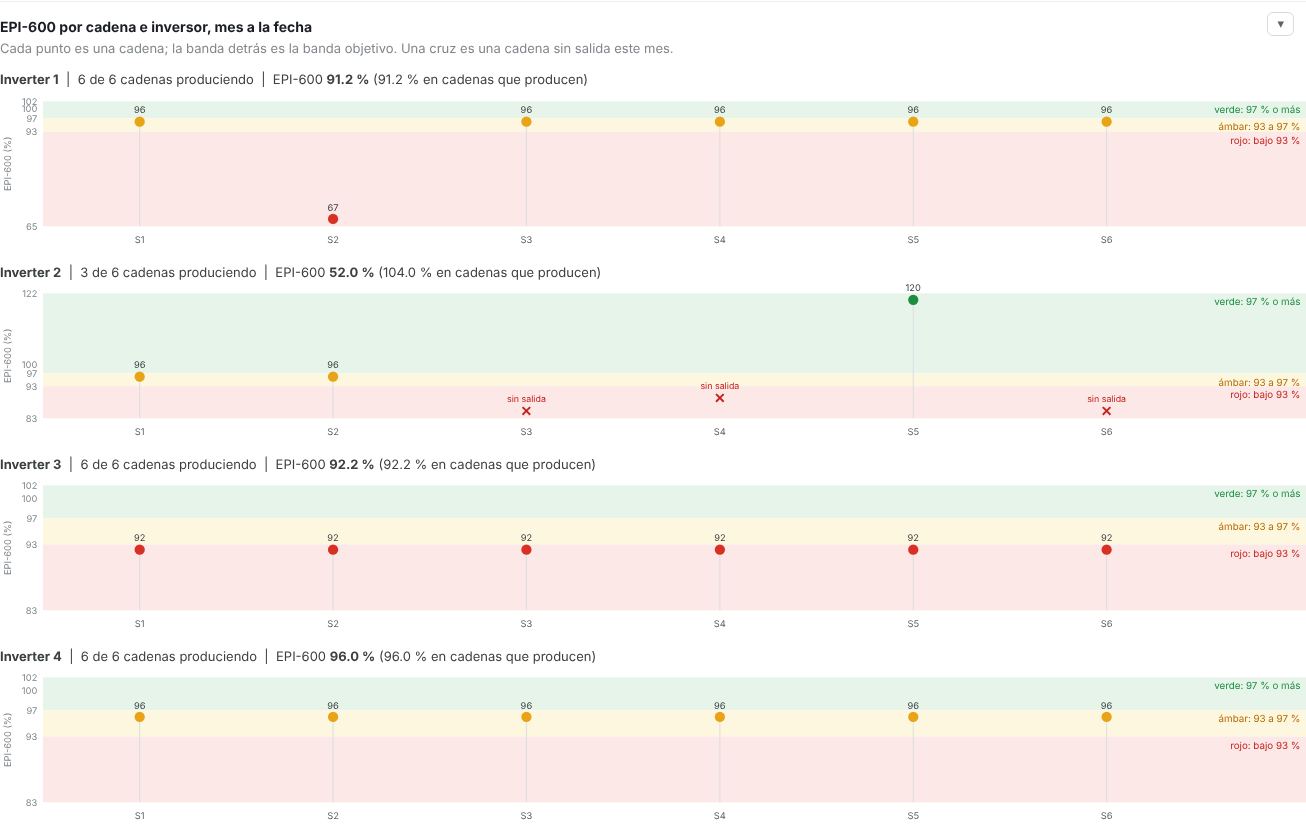 EPI-600 por cadena e inversor, mes a la fecha
▼
Cada punto es una cadena; la banda detrás es la banda objetivo. Una cruz es una cadena sin salida este mes.
Inverter 1 | 6 de 6 cadenas produciendo | EPI-600 91.2 % (91.2 % en cadenas que producen)
102
100
97
93
65
EPI-600 (%)
96 67 96 96 96 96
verde: 97 % o más
ámbar: 93 a 97 %
rojo: bajo 93 %
S1 S2 S3 S4 S5 S6
Inverter 2 | 3 de 6 cadenas produciendo | EPI-600 52.0 % (104.0 % en cadenas que producen)
122
100
97
93
83
EPI-600 (%)
96 96 sin salida sin salida 120 sin salida
verde: 97 % o más
ámbar: 93 a 97 %
rojo: bajo 93 %
S1 S2 S3 S4 S5 S6
Inverter 3 | 6 de 6 cadenas produciendo | EPI-600 92.2 % (92.2 % en cadenas que producen)
102
100
97
93
83
EPI-600 (%)
92 92 92 92 92 92
verde: 97 % o más
ámbar: 93 a 97 %
rojo: bajo 93 %
S1 S2 S3 S4 S5 S6
Inverter 4 | 6 de 6 cadenas produciendo | EPI-600 96.0 % (96.0 % en cadenas que producen)
102
100
97
93
83
EPI-600 (%)
96 96 96 96 96 96
verde: 97 % o más
ámbar: 93 a 97 %
rojo: bajo 93 %
S1 S2 S3 S4 S5 S6